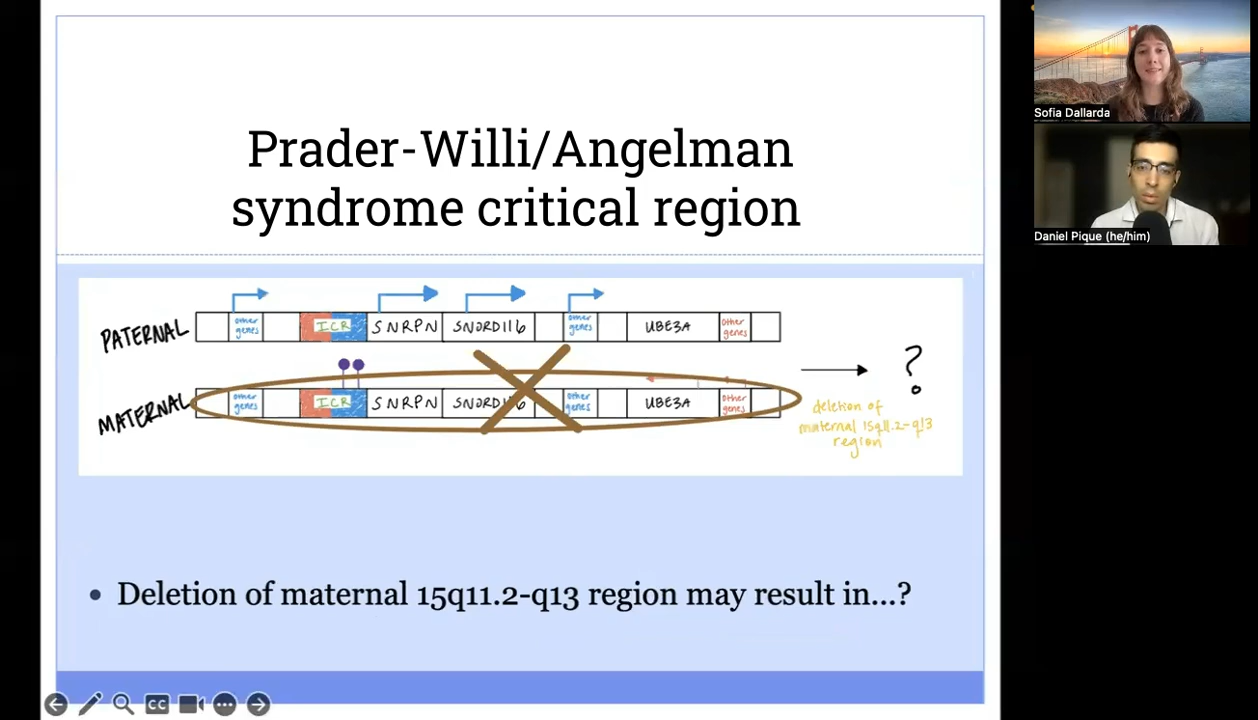 Prader-Willi/Angelman
syndrome critical region
PATERNAL
other genes
ICR
SNRPN
SNORD116
other genes
UBE3A
other genes
MATERNAL
other genes
ICR
SNRPN
other genes
UBE3A
other genes
?
deletion of
maternal 15q11.2-q13
region
• Deletion of maternal 15q11.2-q13 region may result in...?
CC
Sofia Dallarda
Daniel Pique (he/him)